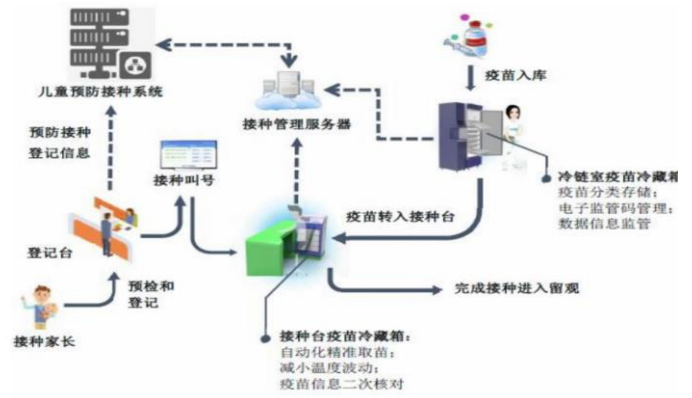 儿童预防接种系统
预防接种
登记信息
接种叫号
登记台
预检和
登记
接种家长
接种管理服务器
疫苗入库
冷链室疫苗冷藏箱:
疫苗分类存储;
电子监管码管理;
数据信息监管
疫苗转入接种台
完成接种进入留观
接种台疫苗冷藏箱:
自动化精准取苗;
减小温度波动;
疫苗信息二次核对